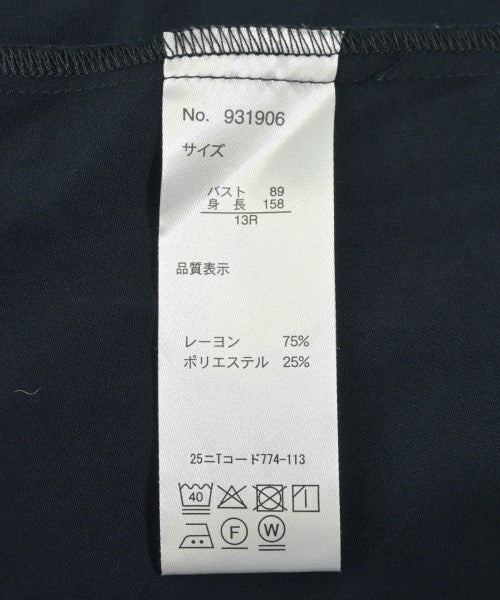 No. 931906
サイズ
バスト 89
身長 158
13R
品質表示
レーヨン 75%
ポリエステル 25%
25ニTコード774-113
40
F W